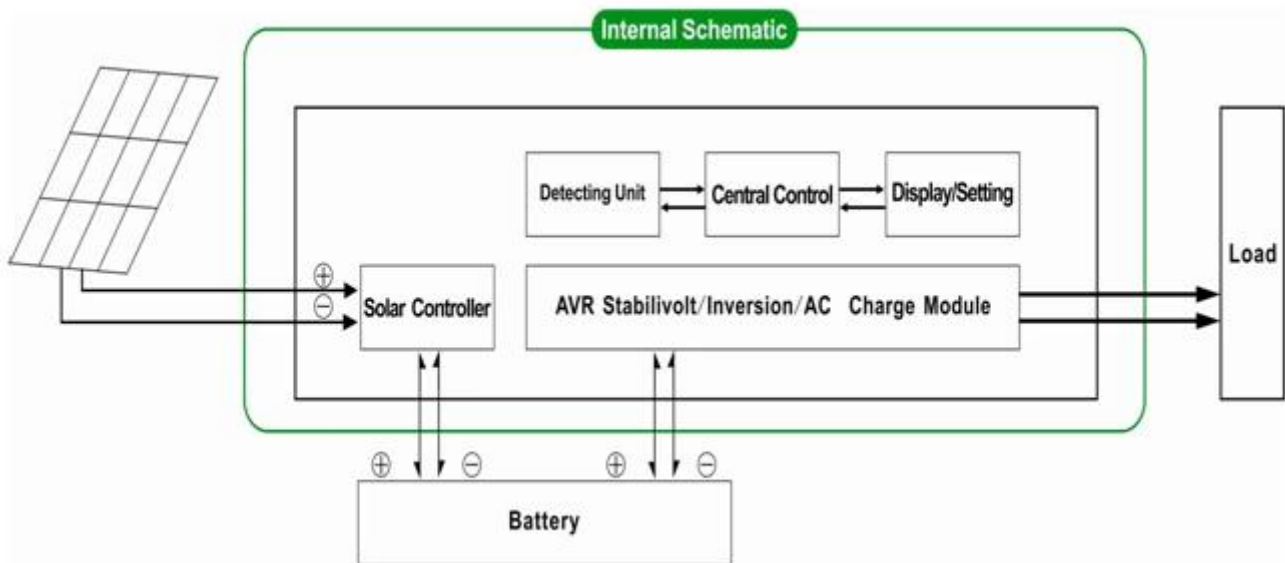 Internal Schematic
Detecting Unit
Central Control
Display/Setting
Load
⊕
⊖
Solar Controller
AVR Stabilivolt/Inversion/AC Charge Module
⊕ ⊖ ⊕ ⊖
Battery